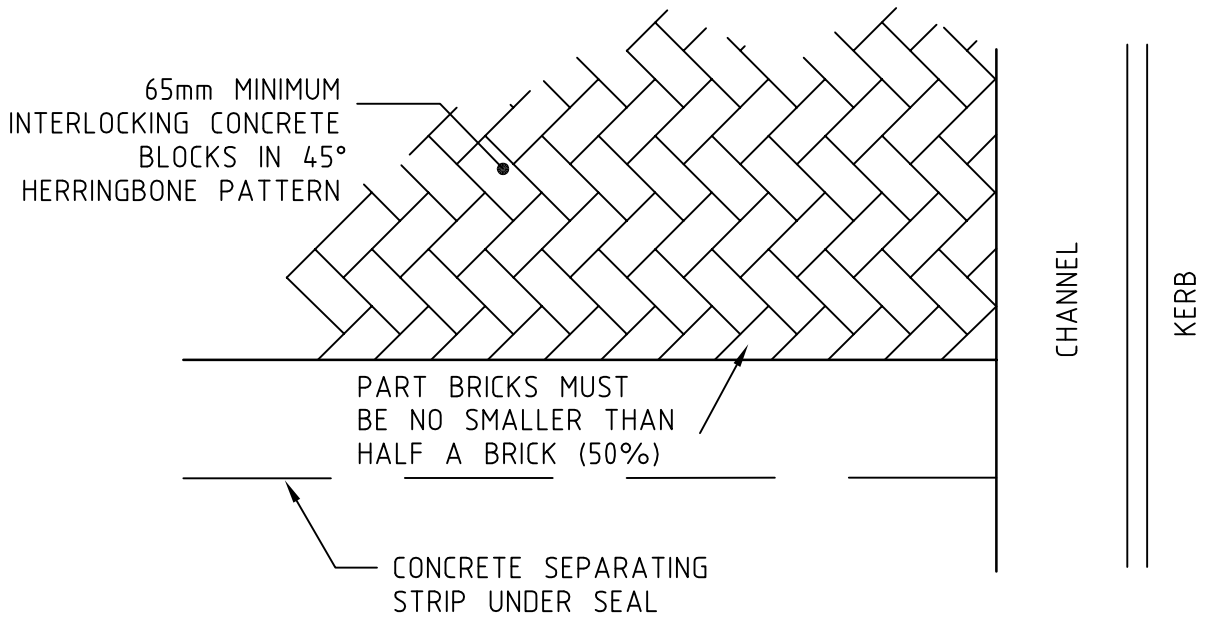 65mm MINIMUM
INTERLOCKING CONCRETE
BLOCKS IN 45°
HERRINGBONE PATTERN
CHANNEL
KERB
PART BRICKS MUST
BE NO SMALLER THAN
HALF A BRICK (50%)
CONCRETE SEPARATING
STRIP UNDER SEAL